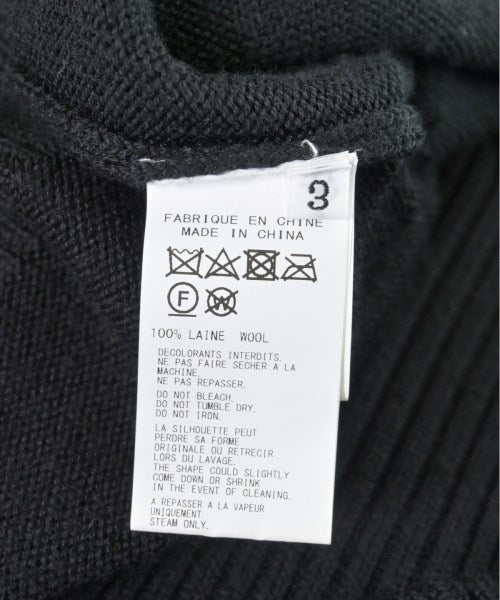 3
FABRIQUE EN CHINE
MADE IN CHINA
F W
100% LAINE WOOL
DECOLORANTS INTERDITS.
NE PAS FAIRE SECHER A LA
MACHINE.
NE PAS REPASSER.
DO NOT BLEACH.
DO NOT TUMBLE DRY.
DO NOT IRON.
LA SILHOUETTE PEUT
PERDRE SA FORME
ORIGINALE OU RETRECIR
LORS DU LAVAGE.
THE SHAPE COULD SLIGHTLY
COME DOWN OR SHRINK
IN THE EVENT OF CLEANING.
A REPASSER A LA VAPEUR
UNIQUEMENT.
STEAM ONLY.